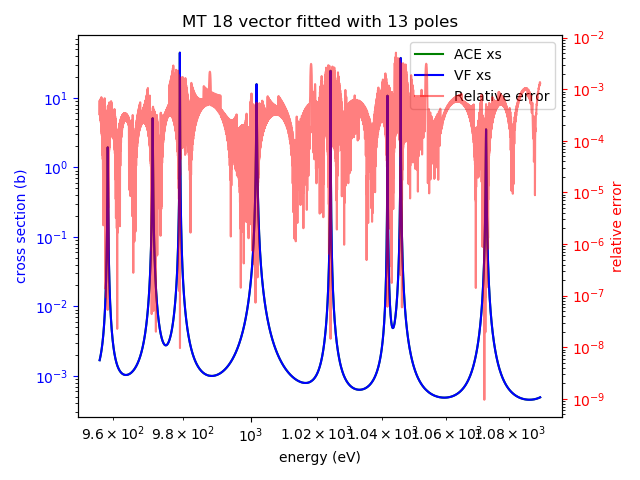 MT 18 vector fitted with 13 poles
ACE xs
VF xs
Relative error
cross section (b)
10¹
10⁰
10⁻¹
10⁻²
10⁻³
10⁻²
10⁻³
10⁻⁴
10⁻⁵
10⁻⁶
10⁻⁷
10⁻⁸
10⁻⁹
relative error
9.6 × 10² 9.8 × 10² 10³ 1.02 × 10³ 1.04 × 10³ 1.06 × 10³ 1.08 × 10³
energy (eV)